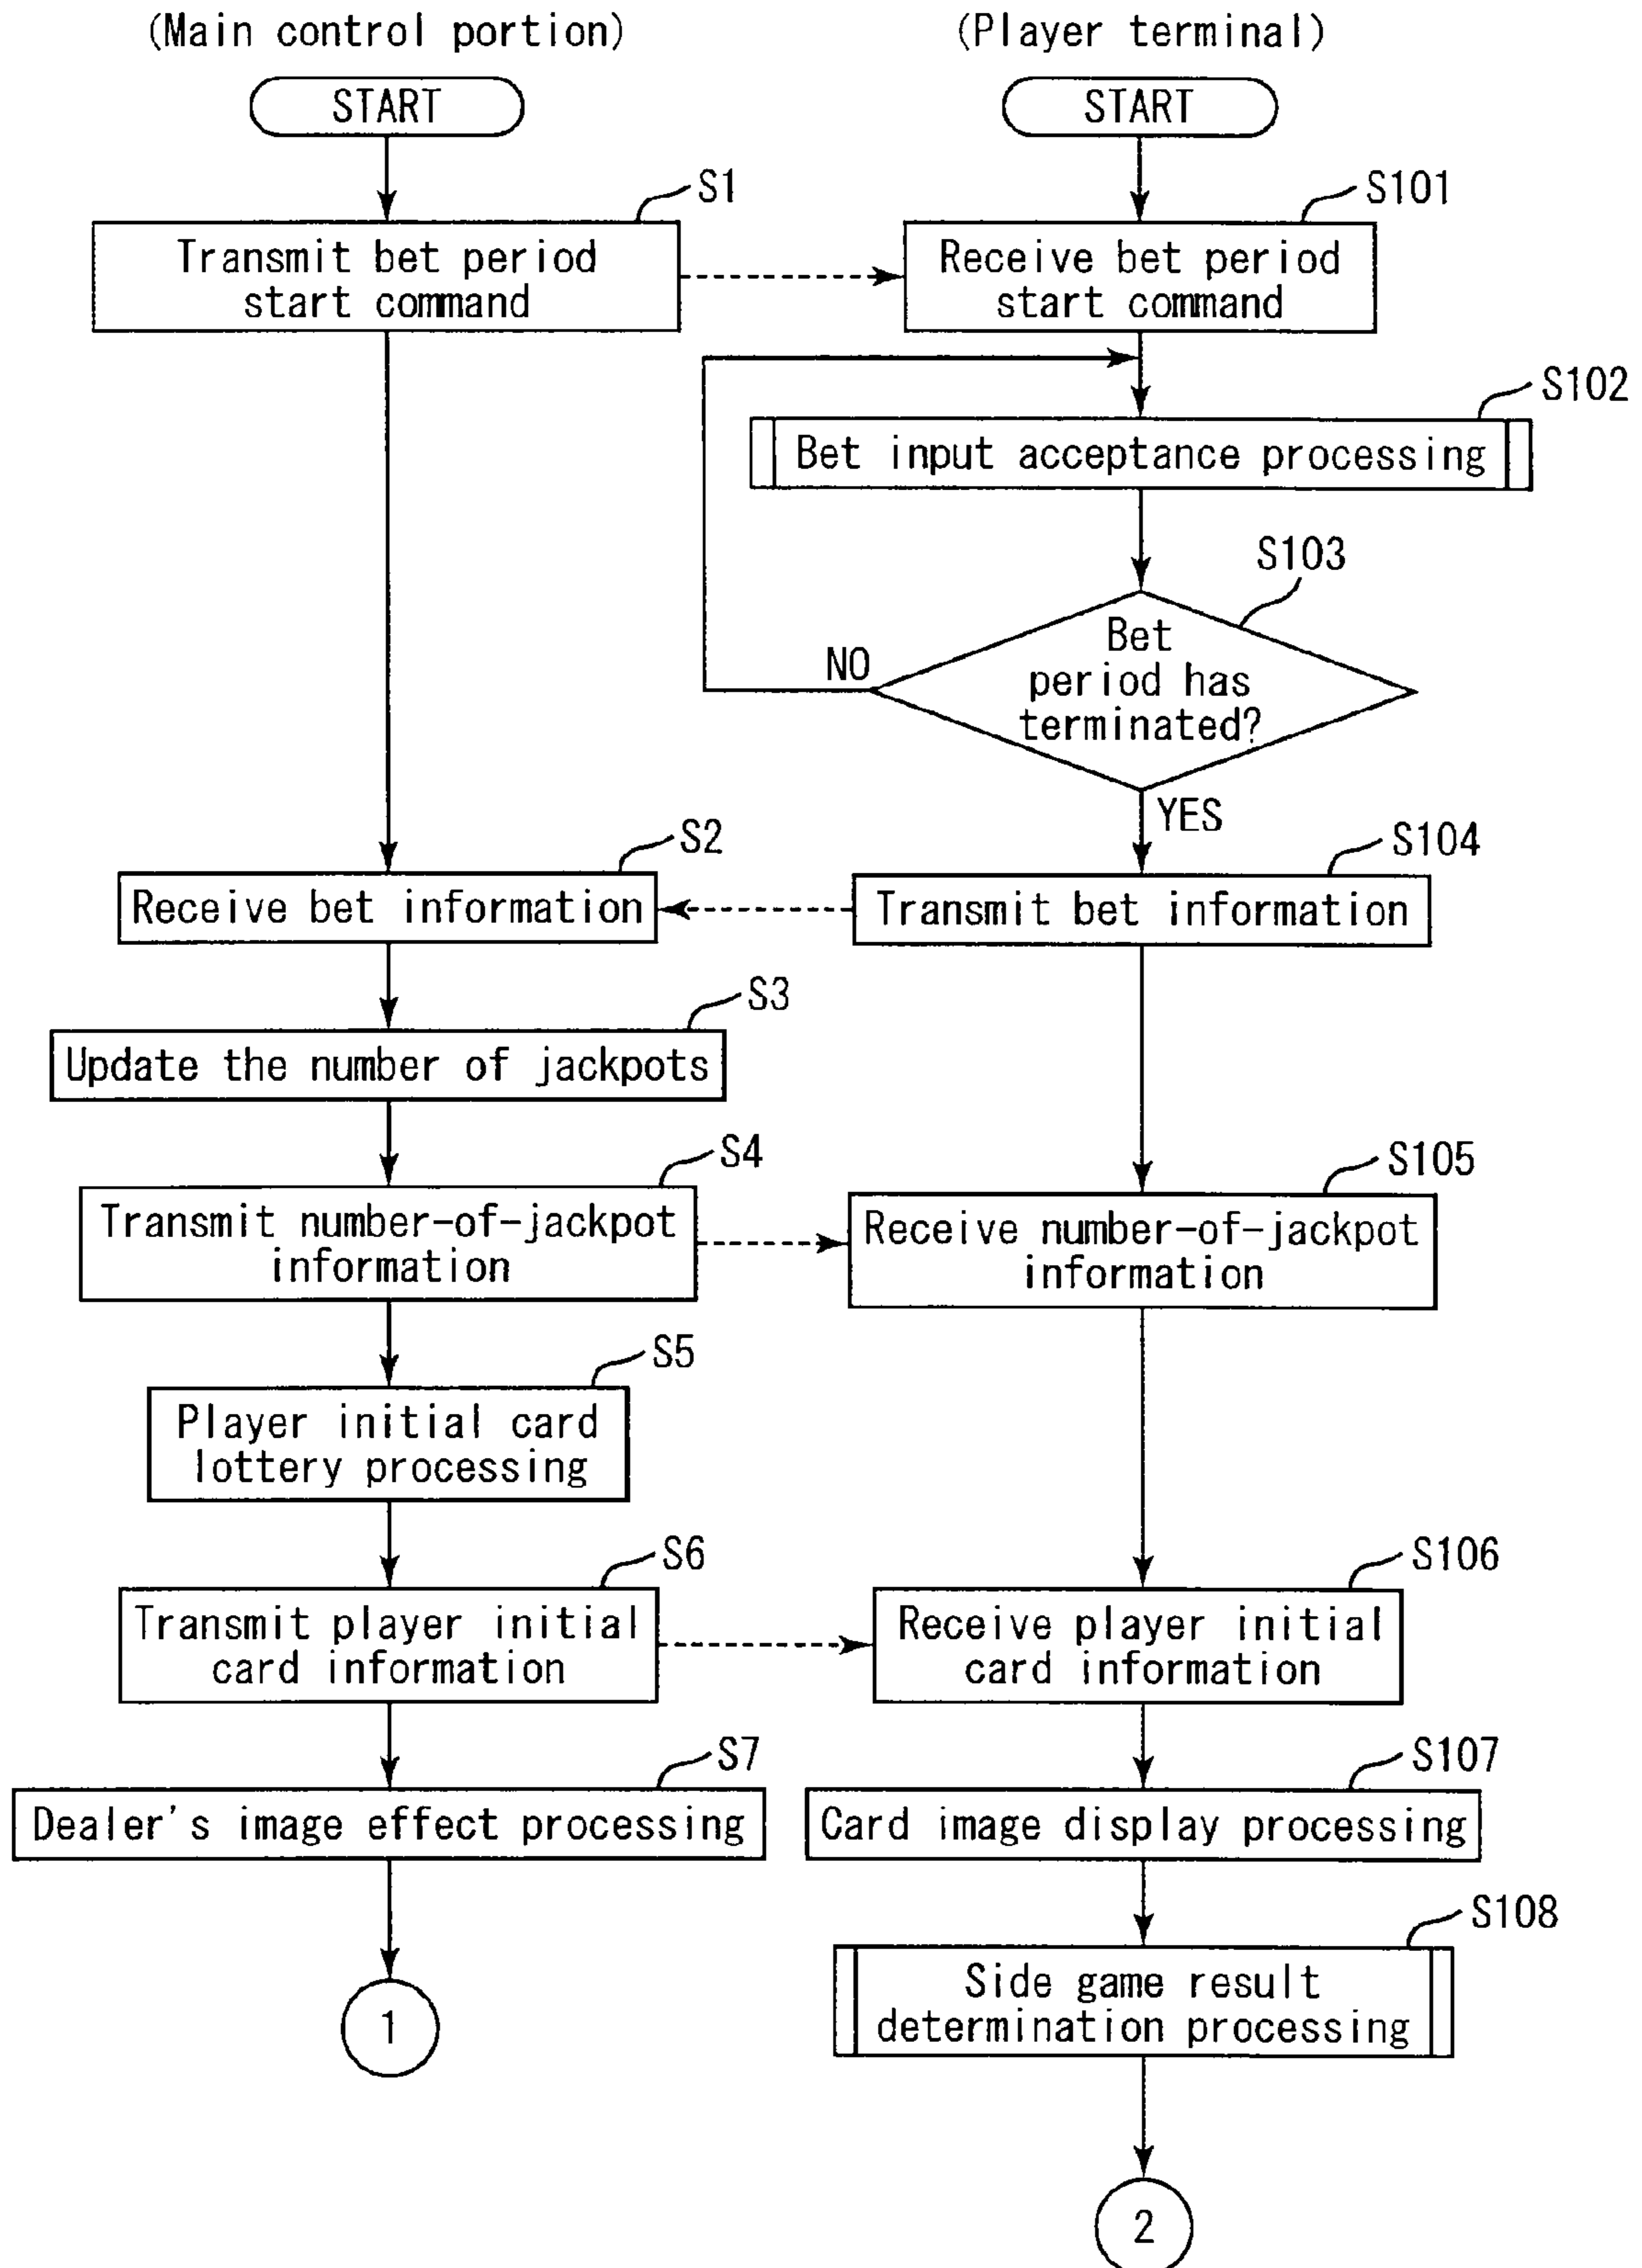 (Main control portion)
(Player terminal)
START
START
S1
S101
Transmit bet period
start command
Receive bet period
start command
S102
Bet input acceptance processing
S103
Bet
period has
terminated?
NO
YES
S2
S104
Receive bet information
Transmit bet information
S3
Update the number of jackpots
S4
S105
Transmit number-of-jackpot
information
Receive number-of-jackpot
information
S5
Player initial card
lottery processing
S6
S106
Transmit player initial
card information
Receive player initial
card information
S7
S107
Dealer's image effect processing
Card image display processing
S108
Side game result
determination processing
1
2